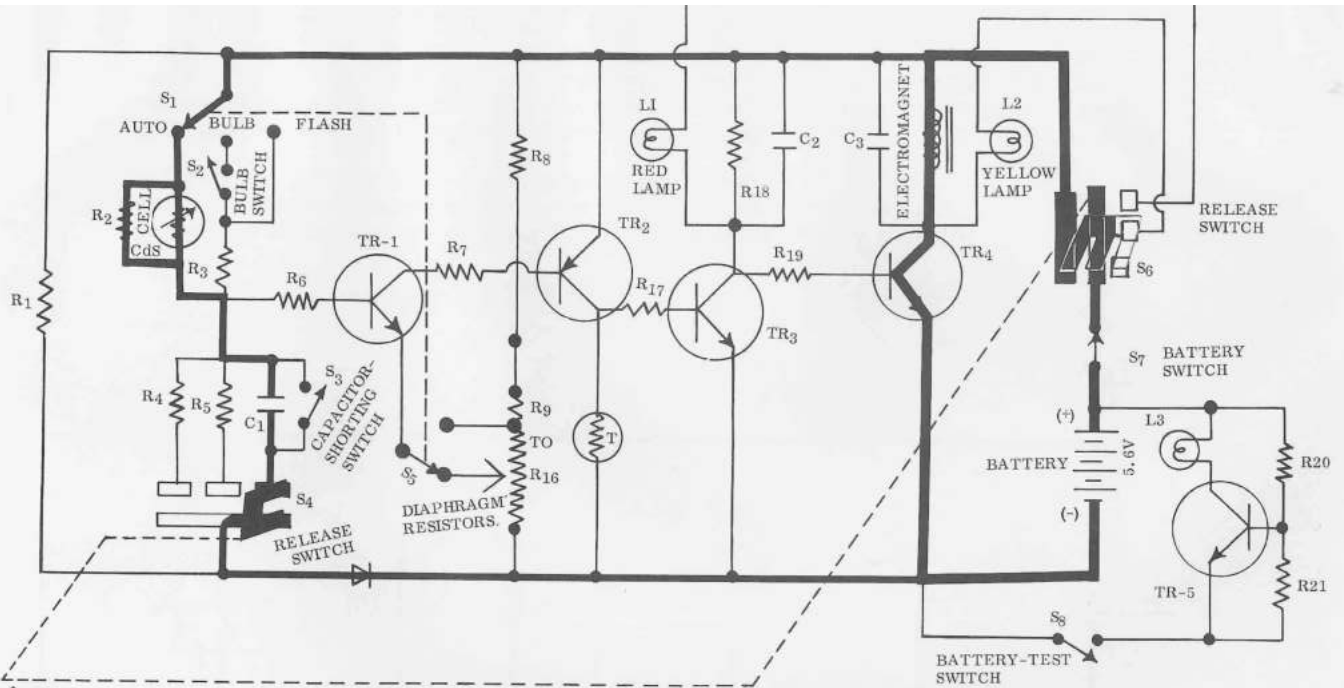 S1
AUTO
BULB
FLASH
S2
BULB
SWITCH
R2
CELL
CdS
R3
R1
R6
TR-1
R7
R8
TR2
R17
L1
RED
LAMP
R18
C2
C3
ELECTROMAGNET
L2
YELLOW
LAMP
TR4
R19
TR3
RELEASE
SWITCH
S6
S7
BATTERY
SWITCH
(+)
BATTERY
5.6V
(-)
L3
R20
R21
TR-5
R4
R5
C1
S3
CAPACITOR-
SHORTING
SWITCH
S4
RELEASE
SWITCH
S5
R9
TO
R16
T
DIAPHRAGM
RESISTORS.
S8
BATTERY-TEST
SWITCH